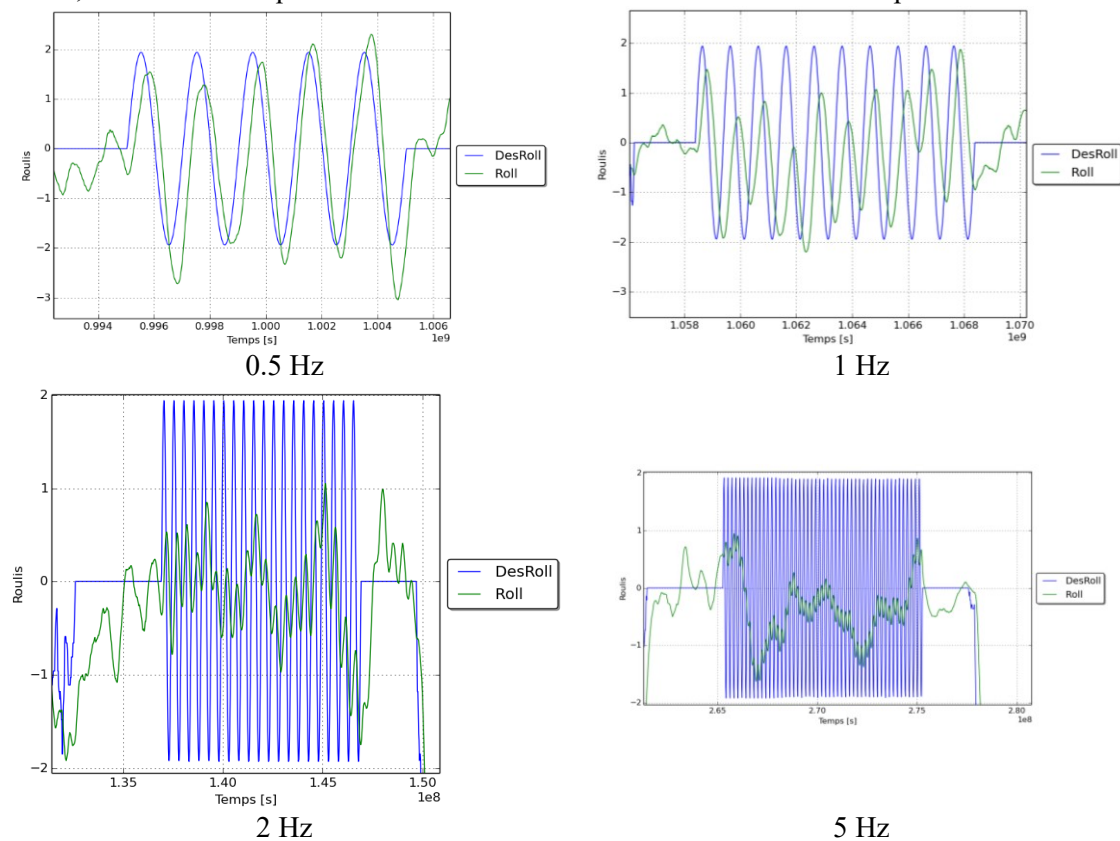 2
1
0
−1
−2
−3
Roulis
0.994 0.996 0.998 1.000 1.002 1.004 1.006
1e9
Temps [s]
DesRoll
Roll
0.5 Hz
2
1
0
−1
−2
−3
Roulis
1.058 1.060 1.062 1.064 1.066 1.068 1.070
1e9
Temps [s]
DesRoll
Roll
1 Hz
2
1
0
−1
−2
Roulis
1.35 1.40 1.45 1.50
1e8
Temps [s]
DesRoll
Roll
2 Hz
2
1
0
−1
−2
Roulis
2.65 2.70 2.75 2.80
1e8
Temps [s]
DesRoll
Roll
5 Hz